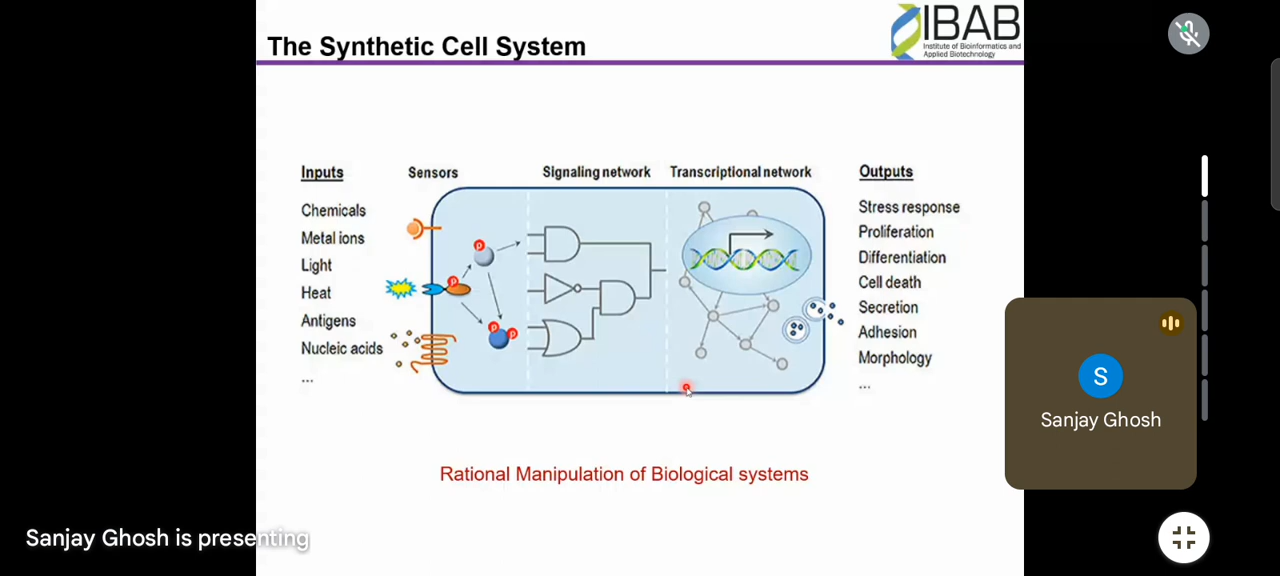 The Synthetic Cell System
IBAB
Institute of Bioinformatics and
Applied Biotechnology
Inputs
Sensors
Signaling network
Transcriptional network
Outputs
Chemicals
Metal ions
Light
Heat
Antigens
Nucleic acids
...
P
P
P
P
Stress response
Proliferation
Differentiation
Cell death
Secretion
Adhesion
Morphology
...
Rational Manipulation of Biological systems
S
Sanjay Ghosh
Sanjay Ghosh is presenting